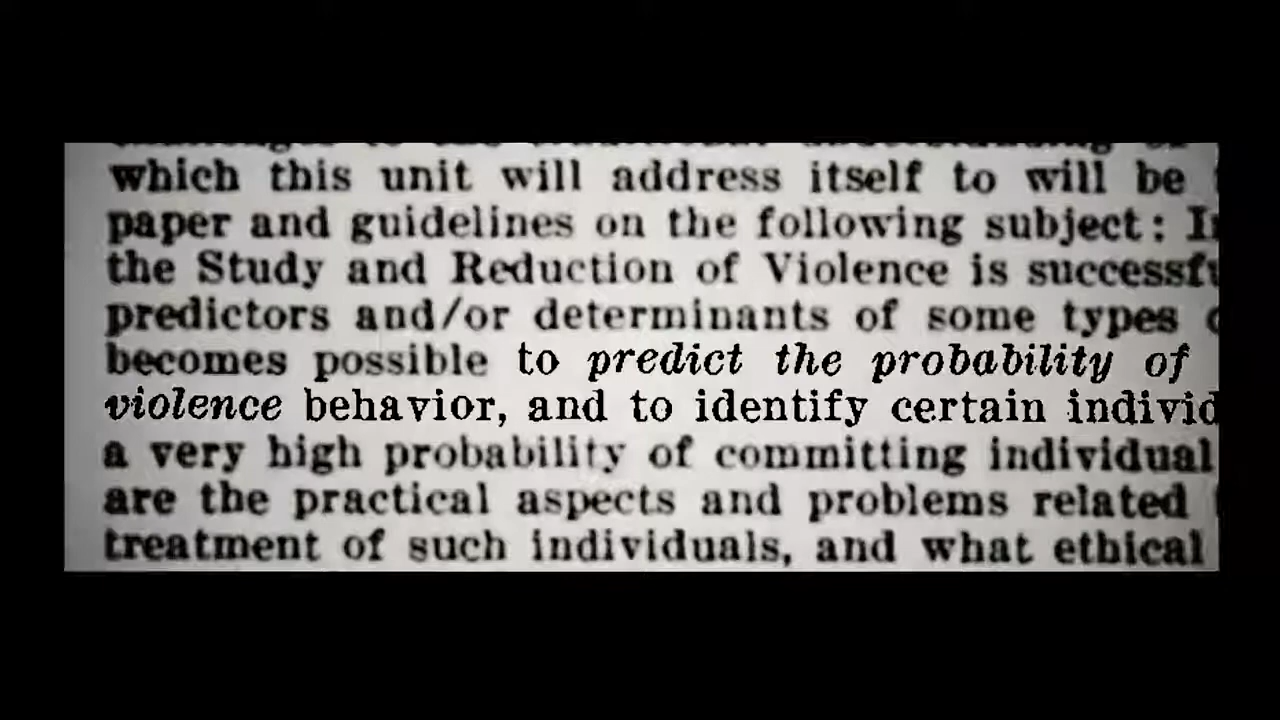 which this unit will address itself to will be
paper and guidelines on the following subject:
the Study and Reduction of Violence is
predictors and/or determinants of some types
becomes possible to predict the probability of
violence behavior, and to identify certain
a very high probability of committing individual
are the practical aspects and problems related
treatment of such individuals, and what ethical